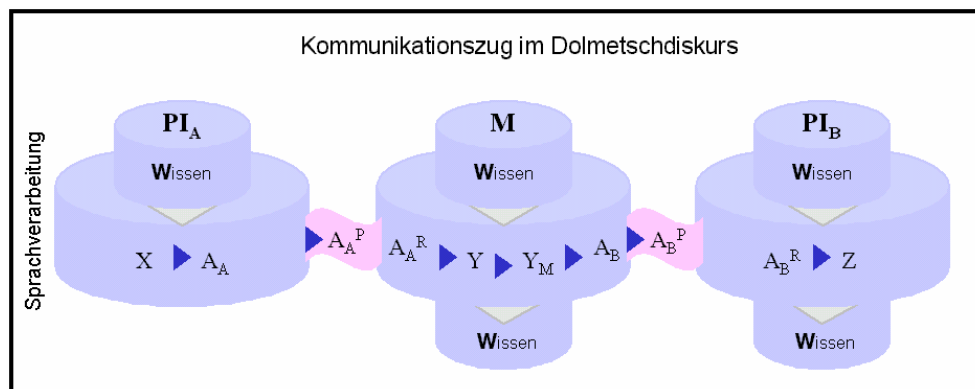 Kommunikationszug im Dolmetschdiskurs
Sprachverarbeitung
PI_A M PI_B
Wissen Wissen Wissen
X ▶ A_A ▶ A_A^P A_A^R ▶ Y ▶ Y_M ▶ A_B ▶ A_B^P A_B^R ▶ Z
Wissen Wissen